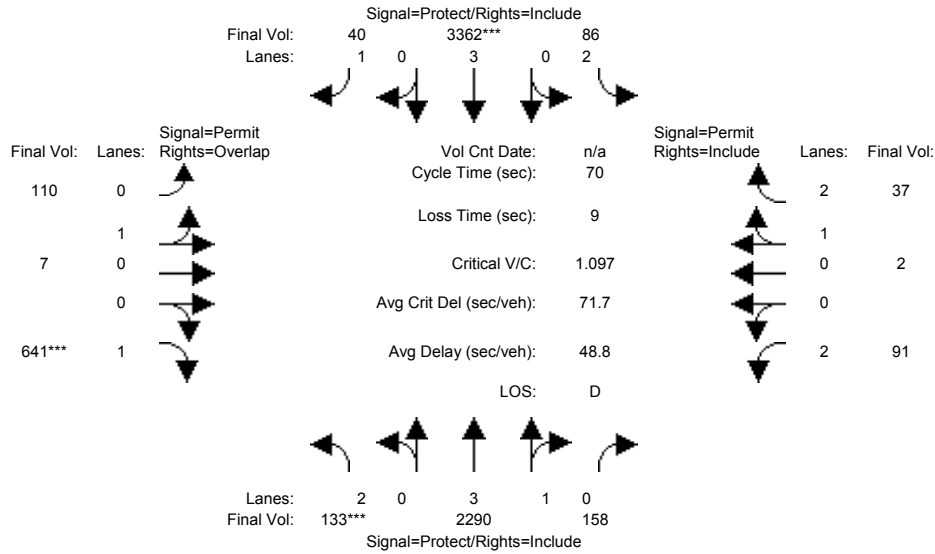 Signal=Protect/Rights=Include
Final Vol: 40 3362*** 86
Lanes: 1 0 3 0 2
Signal=Permit
Rights=Overlap
Signal=Permit
Rights=Include
Final Vol: Lanes:
Vol Cnt Date: n/a
Lanes: Final Vol:
Cycle Time (sec): 70
110 0
2 37
Loss Time (sec): 9
1
1
7 0
Critical V/C: 1.097
0 2
0
Avg Crit Del (sec/veh): 71.7
0
641*** 1
Avg Delay (sec/veh): 48.8
2 91
LOS: D
Lanes: 2 0 3 1 0
Final Vol: 133*** 2290 158
Signal=Protect/Rights=Include